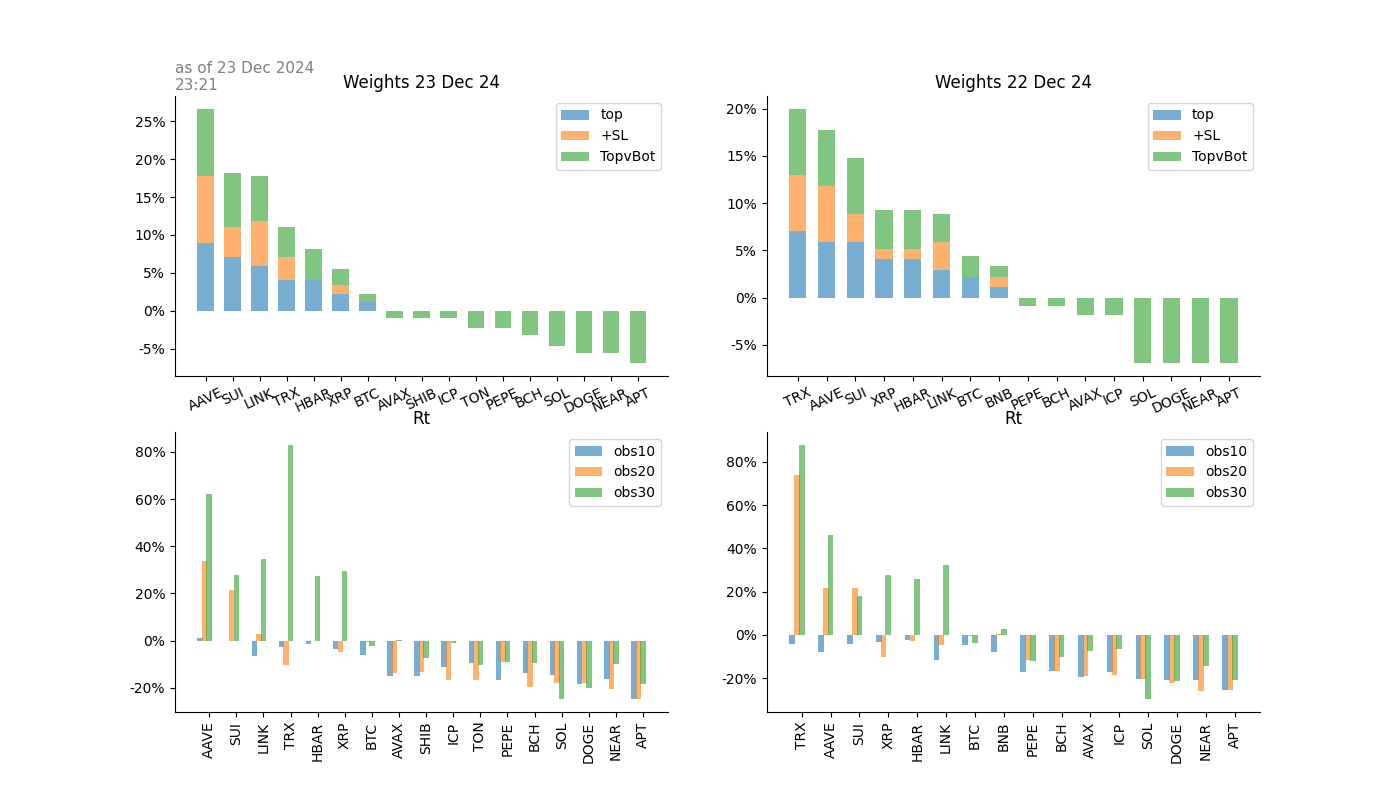 as of 23 Dec 2024
23:21
Weights 23 Dec 24
25%
20%
15%
10%
5%
0%
-5%
top
+SL
TopvBot
AAVE SUI LINK TRX HBAR XRP BTC AVAX SHIB ICP TON PEPE BCH SOL DOGE NEAR APT
Weights 22 Dec 24
20%
15%
10%
5%
0%
-5%
top
+SL
TopvBot
TRX AAVE SUI XRP HBAR LINK BTC BNB PEPE BCH AVAX ICP SOL DOGE NEAR APT
Rt
80%
60%
40%
20%
0%
-20%
obs10
obs20
obs30
AAVE SUI LINK TRX HBAR XRP BTC AVAX SHIB ICP TON PEPE BCH SOL DOGE NEAR APT
Rt
80%
60%
40%
20%
0%
-20%
obs10
obs20
obs30
TRX AAVE SUI XRP HBAR LINK BTC BNB PEPE BCH AVAX ICP SOL DOGE NEAR APT